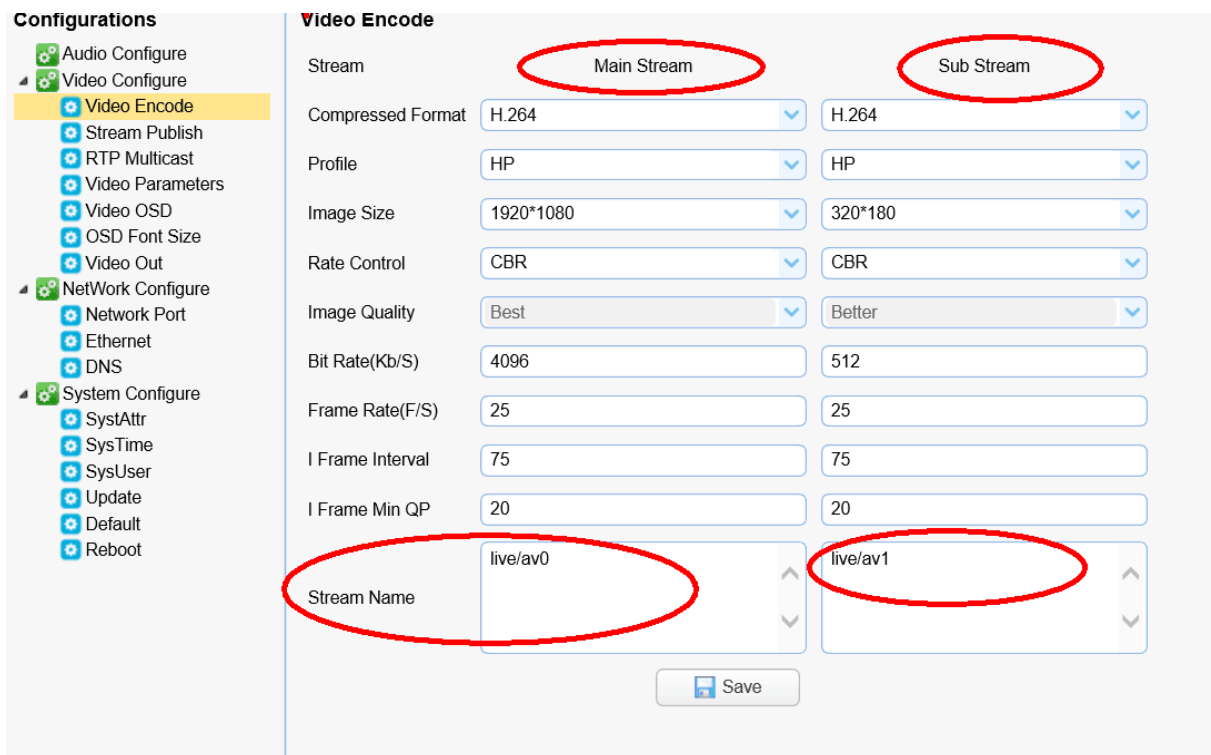 Configurations
Audio Configure
Video Configure
Video Encode
Stream Publish
RTP Multicast
Video Parameters
Video OSD
OSD Font Size
Video Out
NetWork Configure
Network Port
Ethernet
DNS
System Configure
SystAttr
SysTime
SysUser
Update
Default
Reboot
Video Encode
Stream Main Stream Sub Stream
Compressed Format H.264 H.264
Profile HP HP
Image Size 1920*1080 320*180
Rate Control CBR CBR
Image Quality Best Better
Bit Rate(Kb/S) 4096 512
Frame Rate(F/S) 25 25
I Frame Interval 75 75
I Frame Min QP 20 20
Stream Name live/av0 live/av1
Save